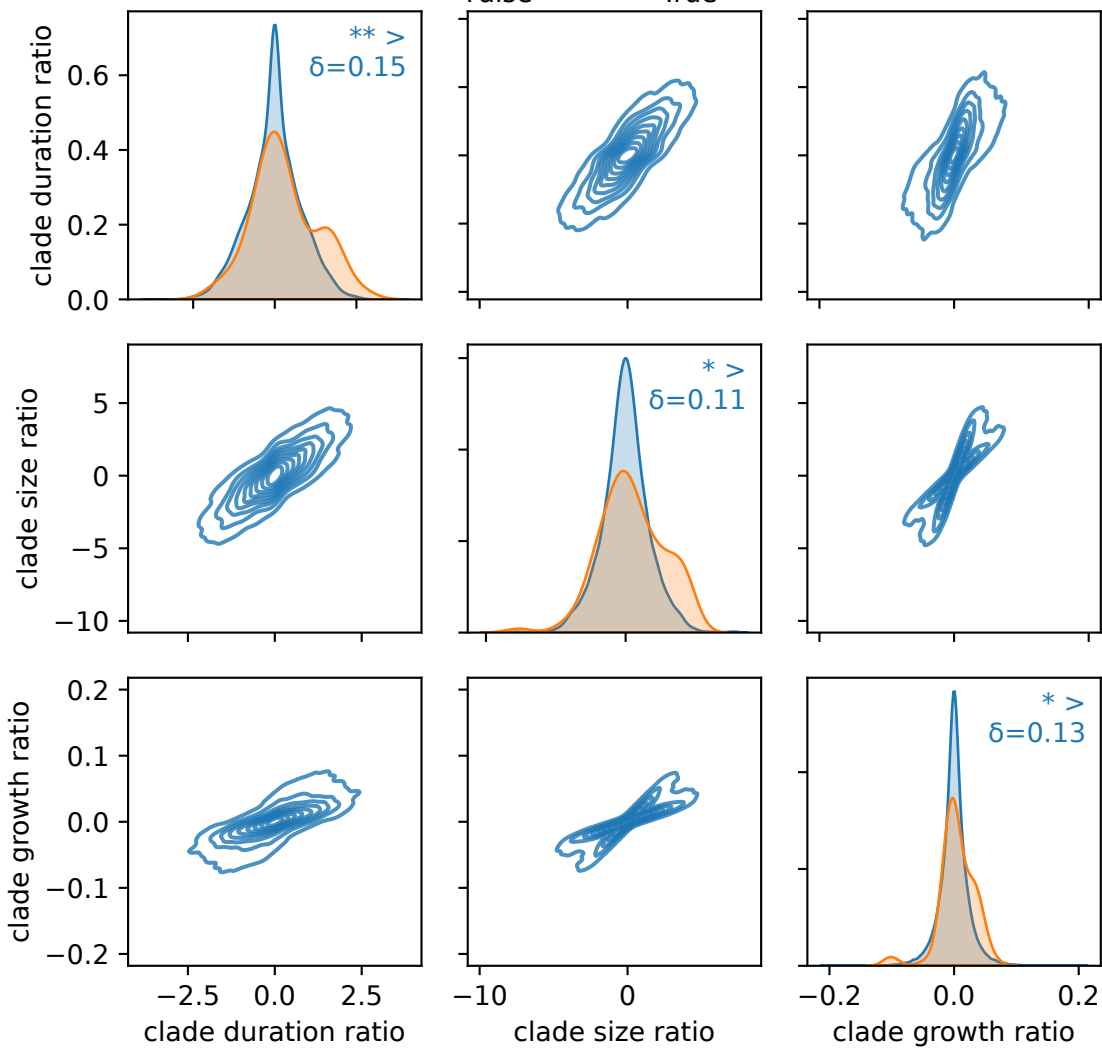 clade duration ratio
0.6
0.4
0.2
0.0
** >
δ=0.15
clade size ratio
5
0
−5
−10
* >
δ=0.11
clade growth ratio
0.2
0.1
0.0
−0.1
−0.2
* >
δ=0.13
−2.5 0.0 2.5
−10 0
−0.2 0.0 0.2
clade duration ratio
clade size ratio
clade growth ratio